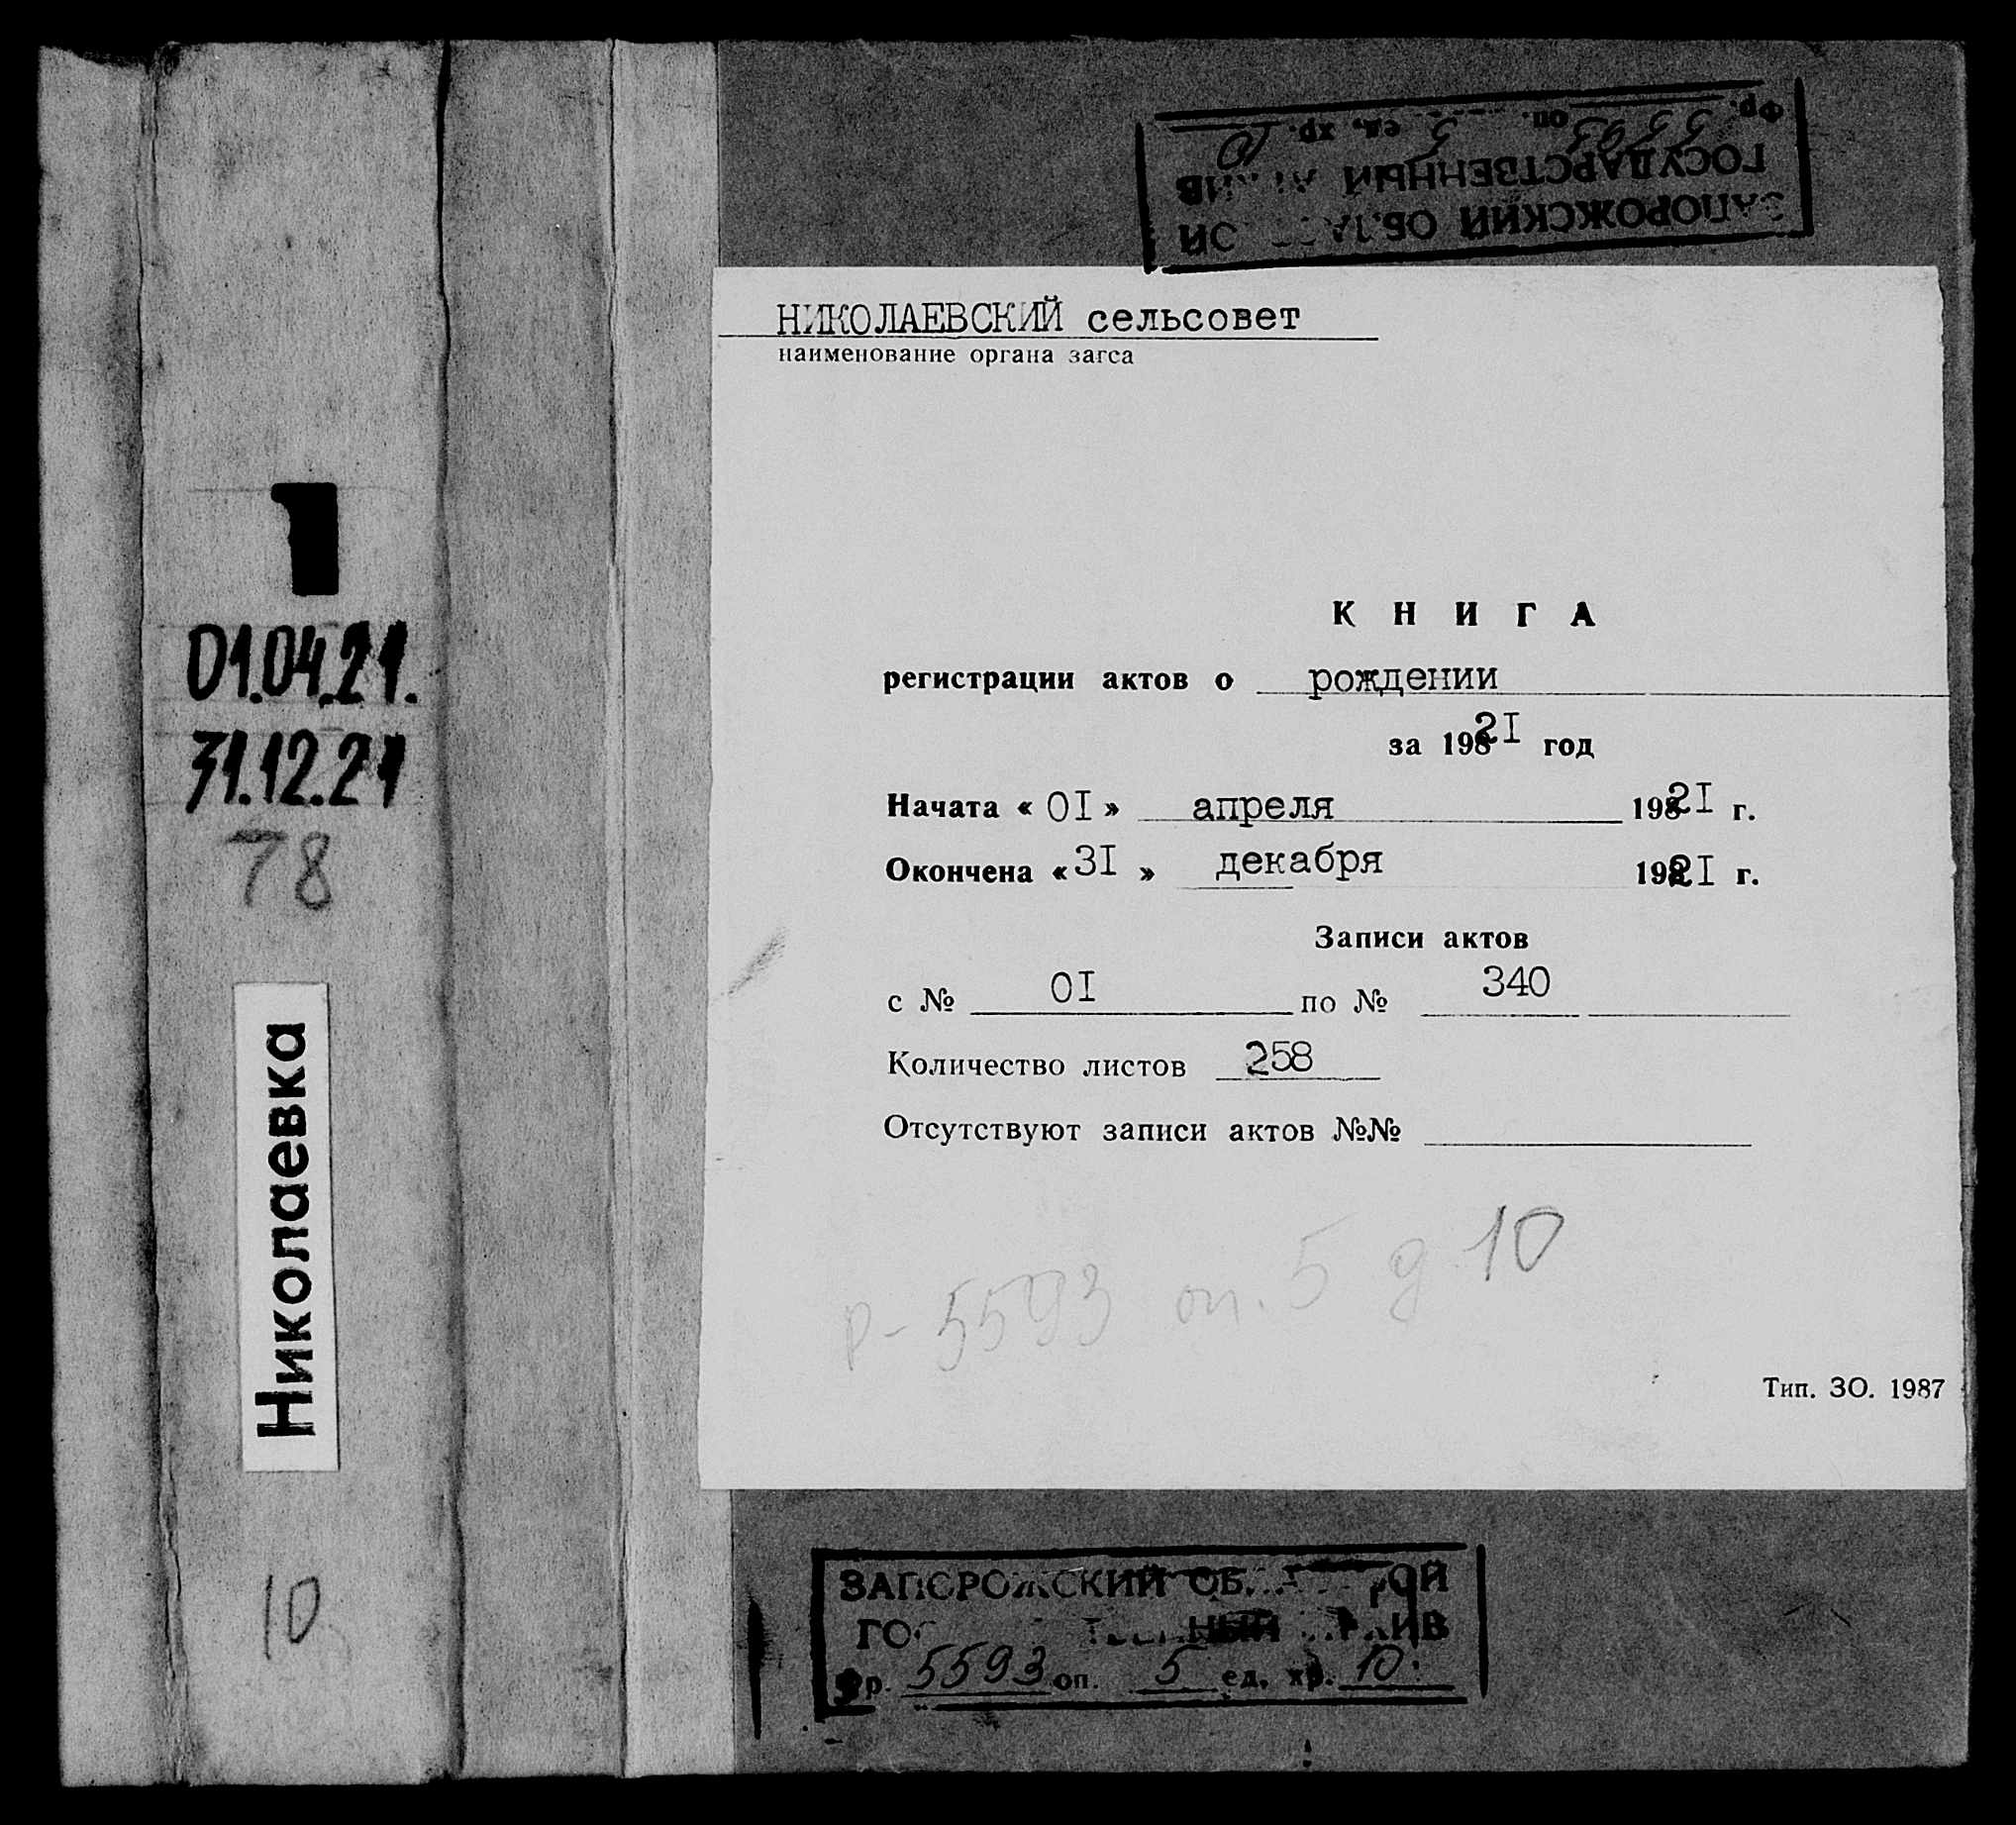 1
01.04.21.
31.12.21
78
Николаевка
10
ЗАПОРОЖСКИЙ
ГОСУДАРСТВЕННЫЙ
Фр. 5593 оп. 5 ед. хр. 10
НИКОЛАЕВСКИЙ сельсовет
наименование органа загса
КНИГА
регистрации актов о рождении
за 1921 год
Начата «01» апреля 1921 г.
Окончена «31» декабря 1921 г.
Записи актов
с № 01 по № 340
Количество листов 258
Отсутствуют записи актов №№
Р-5593 оп. 5 д 10
Тип. ЗО. 1987
ЗАПОРОЖСКИЙ
Фр. 5593 оп. 5 ед. хр. 10.